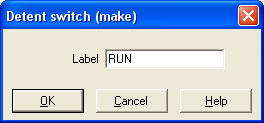 Detent switch (make)
Label RUN
OK Cancel Help